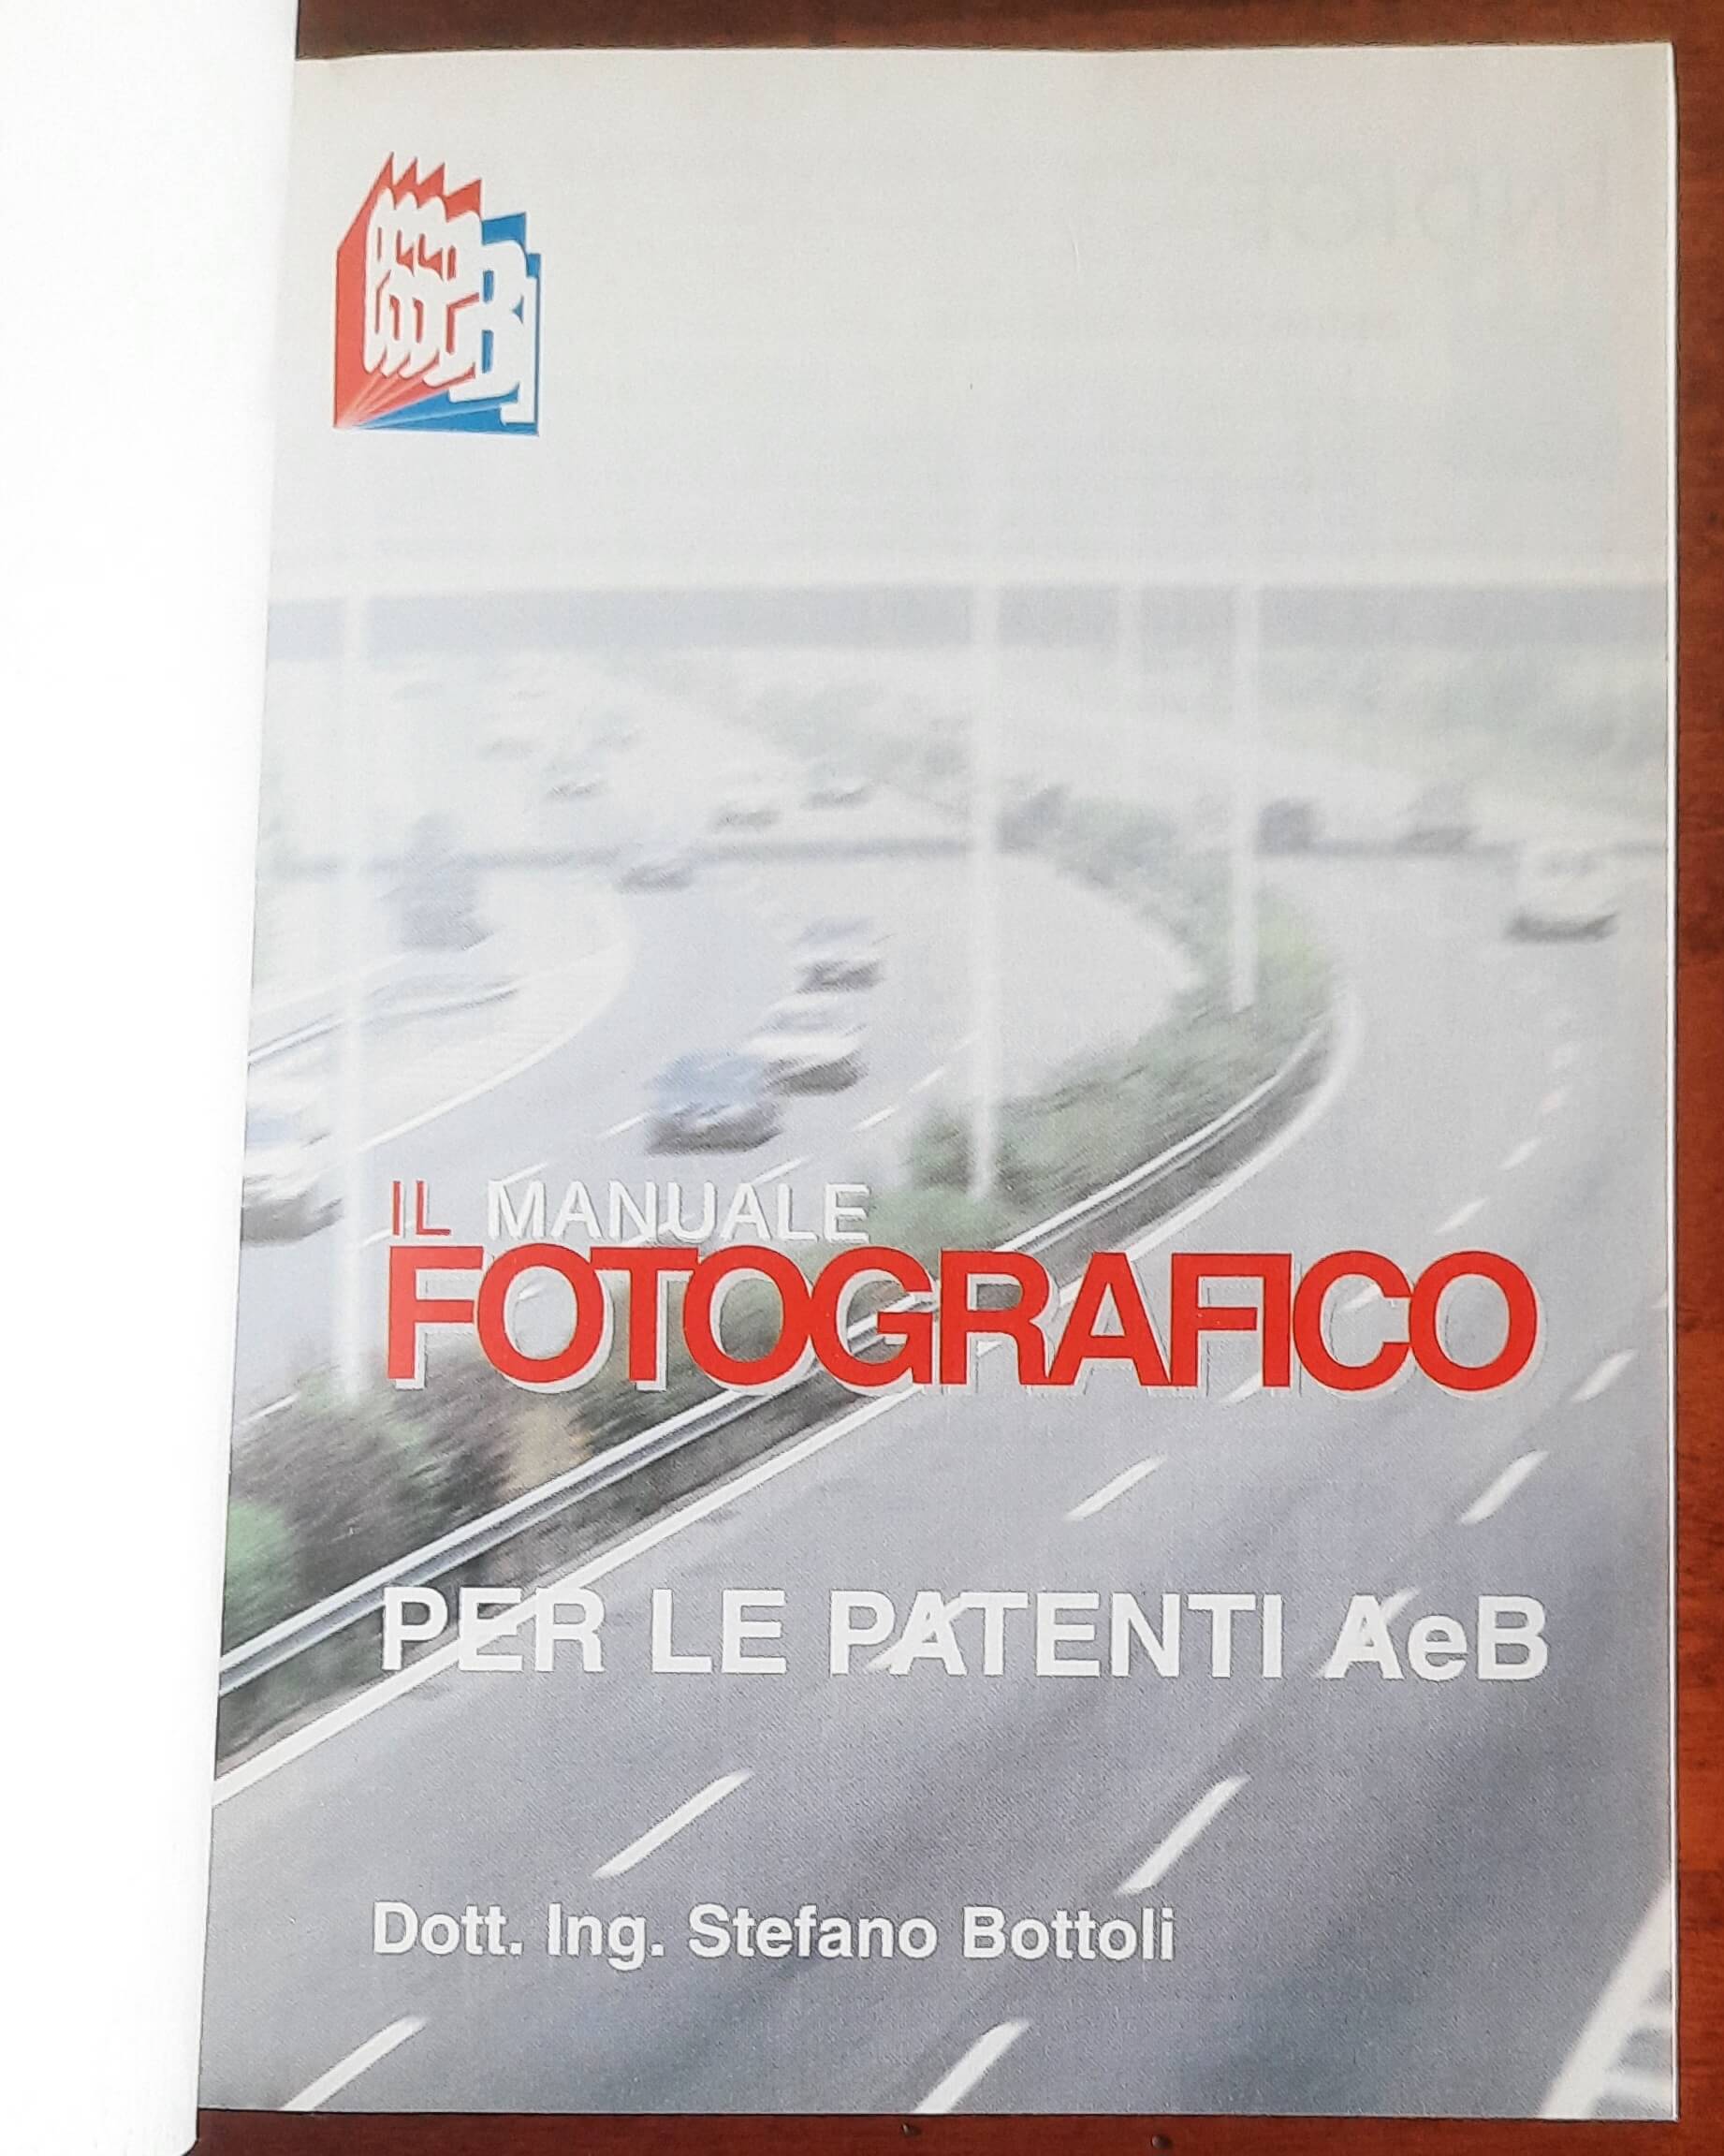 IL MANUALE
FOTOGRAFICO
PER LE PATENTI AeB
Dott. Ing. Stefano Bottoli